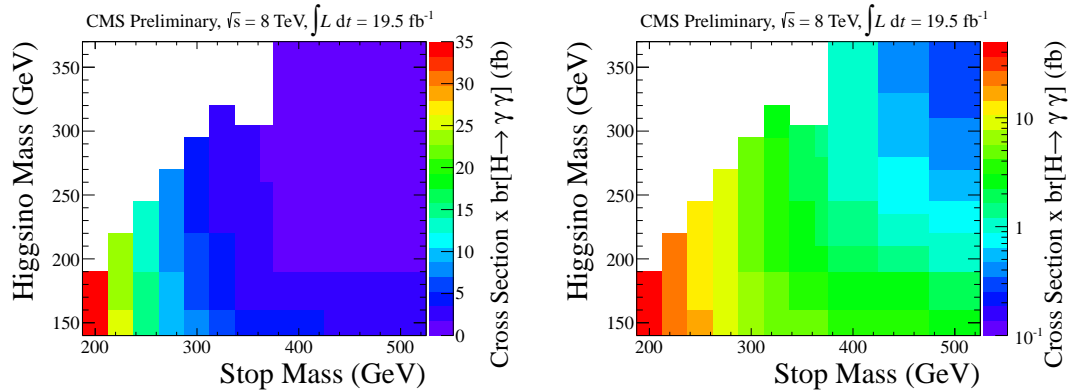 CMS Preliminary, √s = 8 TeV, ∫L dt = 19.5 fb⁻¹
Higgsino Mass (GeV)
350
300
250
200
150
200 300 400 500
Stop Mass (GeV)
35
30
25
20
15
10
5
0
Cross Section x br[H→ γ γ] (fb)
CMS Preliminary, √s = 8 TeV, ∫L dt = 19.5 fb⁻¹
Higgsino Mass (GeV)
350
300
250
200
150
200 300 400 500
Stop Mass (GeV)
10
1
10⁻¹
Cross Section x br[H→ γ γ] (fb)